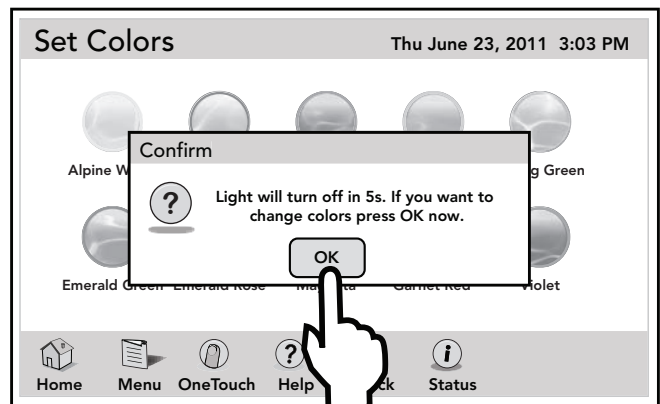 Set Colors Thu June 23, 2011 3:03 PM
Alpine Confirm Green
? Light will turn off in 5s. If you want to
change colors press OK now.
OK
Emerald Green Emerald Rose Magenta Garnet Red Violet
? i
Home Menu OneTouch Help Status